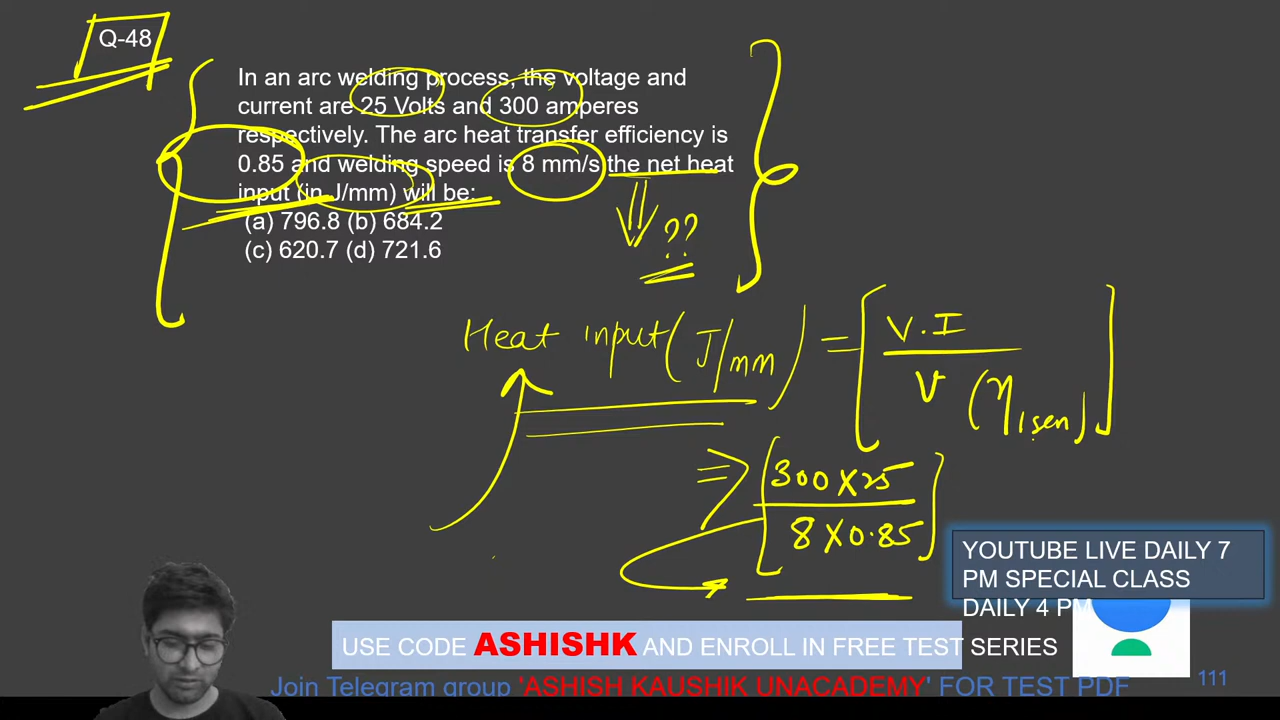 Q-48
In an arc welding process, the voltage and
current are 25 Volts and 300 amperes
respectively. The arc heat transfer efficiency is
0.85 and welding speed is 8 mm/s the net heat
input (in J/mm) will be:
(a) 796.8 (b) 684.2
(c) 620.7 (d) 721.6
??
Heat input (J/mm) = [V.I
V (η
⇒ [300×25
8×0.85]
YOUTUBE LIVE DAILY 7
PM SPECIAL CLASS
DAILY 4 PM
USE CODE ASHISHK AND ENROLL IN FREE TEST SERIES
Join Telegram group 'ASHISH KAUSHIK UNACADEMY' FOR TEST PDF
111